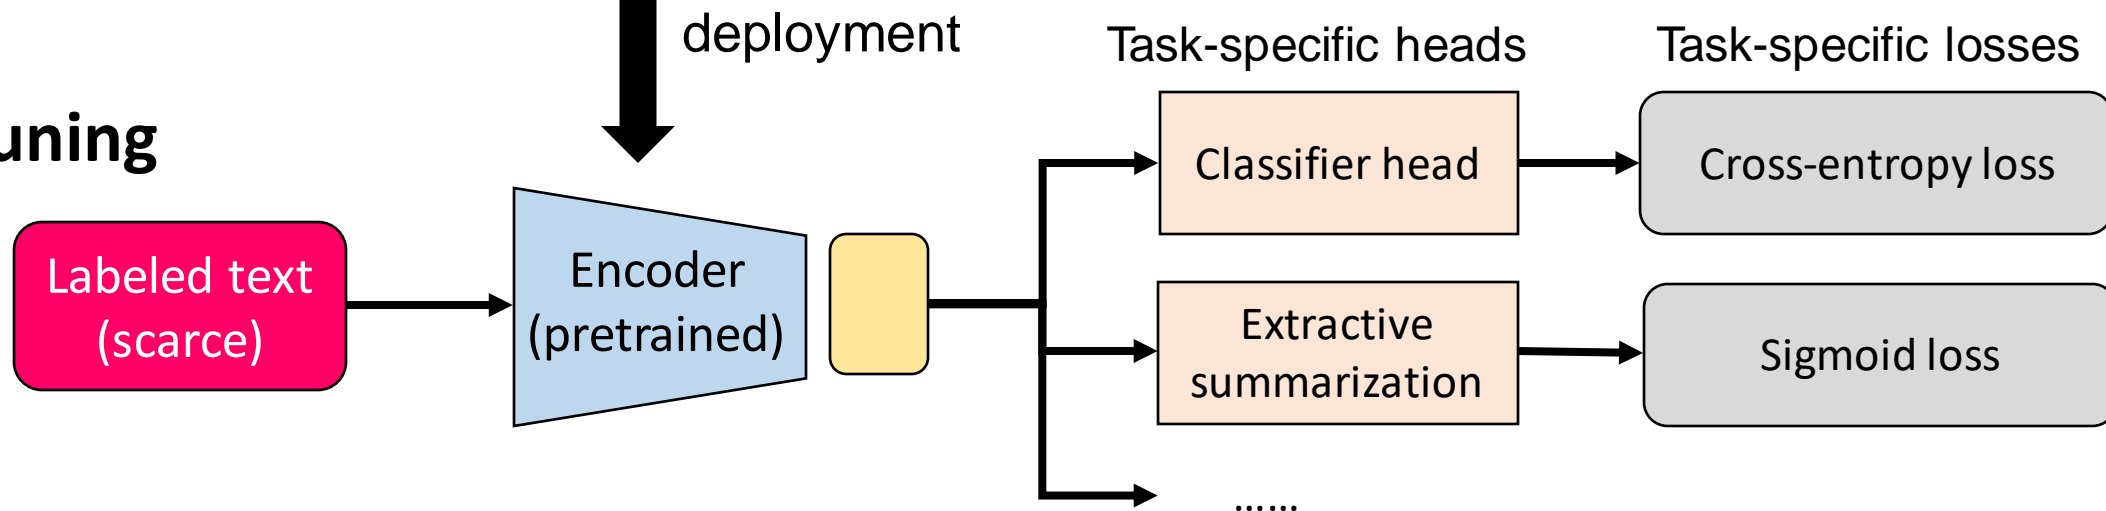 deployment
Task-specific heads
Task-specific losses
uning
Classifier head
Cross-entropy loss
Labeled text
(scarce)
Encoder
(pretrained)
Extractive
summarization
Sigmoid loss
......